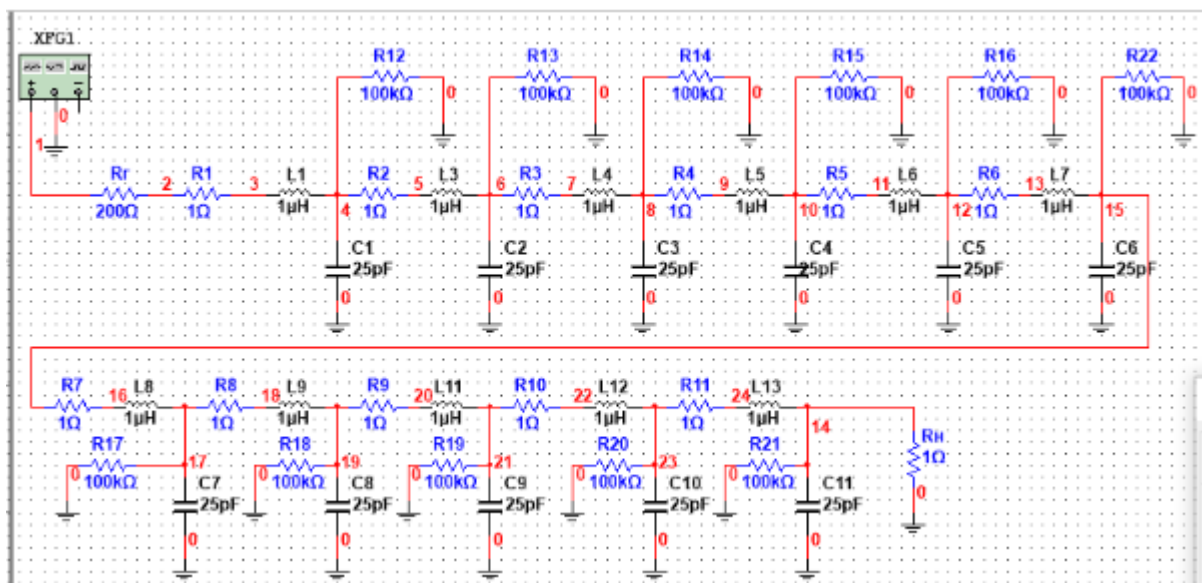 XFG1
R12 R13 R14 R15 R16 R22
100kΩ 100kΩ 100kΩ 100kΩ 100kΩ 100kΩ
0 0 0 0 0 0
0
1
Rг 2 R1 3 L1 R2 5 L3 6 R3 7 L4 R4 9 L5 R5 11 L6 R6 13 L7
200Ω 1Ω 1μH 4 1Ω 1μH 1Ω 1μH 8 1Ω 1μH 10 1Ω 1μH 12 1Ω 1μH 15
C1 C2 C3 C4 C5 C6
25pF 25pF 25pF 25pF 25pF 25pF
0 0 0 0 0 0
R7 16 L8 R8 18 L9 R9 20 L11 R10 22 L12 R11 24 L13
1Ω 1μH 1Ω 1μH 1Ω 1μH 1Ω 1μH 1Ω 1μH 14
Rн
1Ω
R17 R18 R19 R20 R21
0 17 0 19 0 21 0 23 0
100kΩ 100kΩ 100kΩ 100kΩ 100kΩ
C7 C8 C9 C10 C11
25pF 25pF 25pF 25pF 25pF
0
0 0 0 0 0